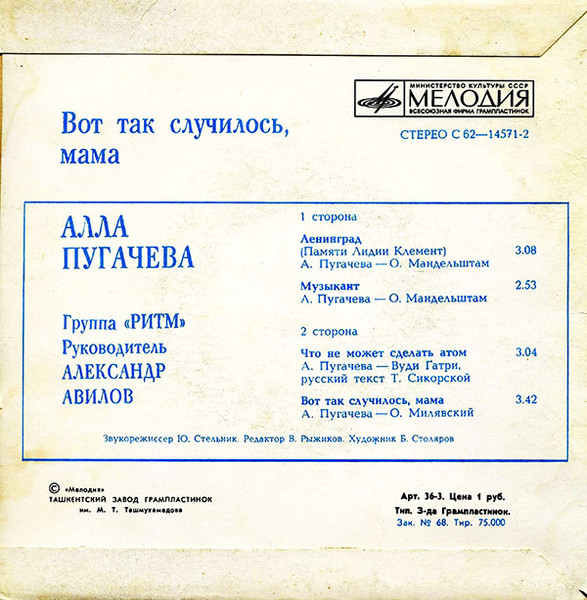 МИНИСТЕРСТВО КУЛЬТУРЫ СССР
МЕЛОДИЯ
ВСЕСОЮЗНАЯ ФИРМА ГРАМПЛАСТИНОК
СТЕРЕО С 62—14571-2
Вот так случилось,
мама
АЛЛА
ПУГАЧЕВА
Группа «РИТМ»
Руководитель
АЛЕКСАНДР
АВИЛОВ
1 сторона
Ленинград
(Памяти Лидии Клемент) 3.08
А. Пугачева — О. Мандельштам
Музыкант 2.53
А. Пугачева — О. Мандельштам
2 сторона
Что не может сделать атом 3.04
А. Пугачева — Вуди Гатри,
русский текст Т. Сикорской
Вот так случилось, мама 3.42
А. Пугачева — О. Милявский
Звукорежиссер Ю. Стельник. Редактор В. Рыжиков. Художник Б. Столяров
© «Мелодия»
ТАШКЕНТСКИЙ ЗАВОД ГРАМПЛАСТИНОК
им. М. Т. Ташмухамедова
Арт. 36-3. Цена 1 руб.
Тип. З-да Грампластинок.
Зак. № 68. Тир. 75.000